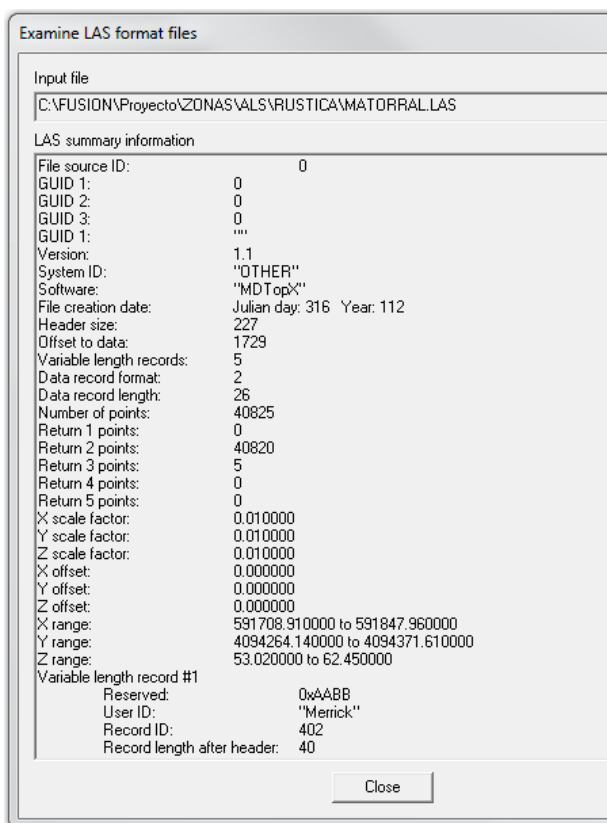 Examine LAS format files
Input file
C:\FUSION\Proyecto\ZONAS\ALS\RUSTICA\MATORRAL.LAS
LAS summary information
File source ID: 0
GUID 1: 0
GUID 2: 0
GUID 3: 0
GUID 1: ""
Version: 1.1
System ID: "OTHER"
Software: "MDTopX"
File creation date: Julian day: 316 Year: 112
Header size: 227
Offset to data: 1729
Variable length records: 5
Data record format: 2
Data record length: 26
Number of points: 40825
Return 1 points: 0
Return 2 points: 40820
Return 3 points: 5
Return 4 points: 0
Return 5 points: 0
X scale factor: 0.010000
Y scale factor: 0.010000
Z scale factor: 0.010000
X offset: 0.000000
Y offset: 0.000000
Z offset: 0.000000
X range: 591708.910000 to 591847.960000
Y range: 4094264.140000 to 4094371.610000
Z range: 53.020000 to 62.450000
Variable length record #1
Reserved: 0xAABB
User ID: "Merrick"
Record ID: 402
Record length after header: 40
Close